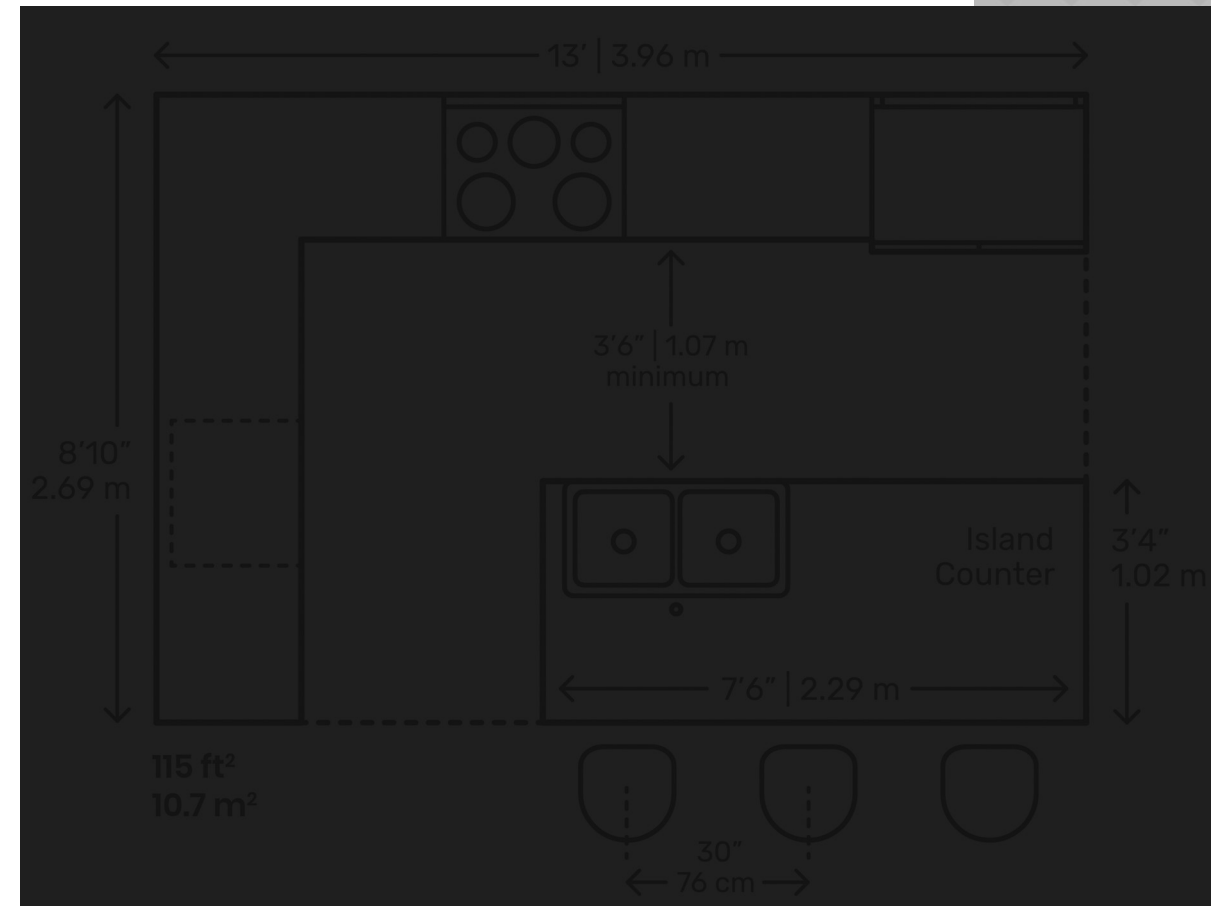 13' | 3.96 m
3'6" | 1.07 m
minimum
8'10"
2.69 m
Island
Counter
3'4"
1.02 m
7'6" | 2.29 m
115 ft²
10.7 m²
30"
76 cm